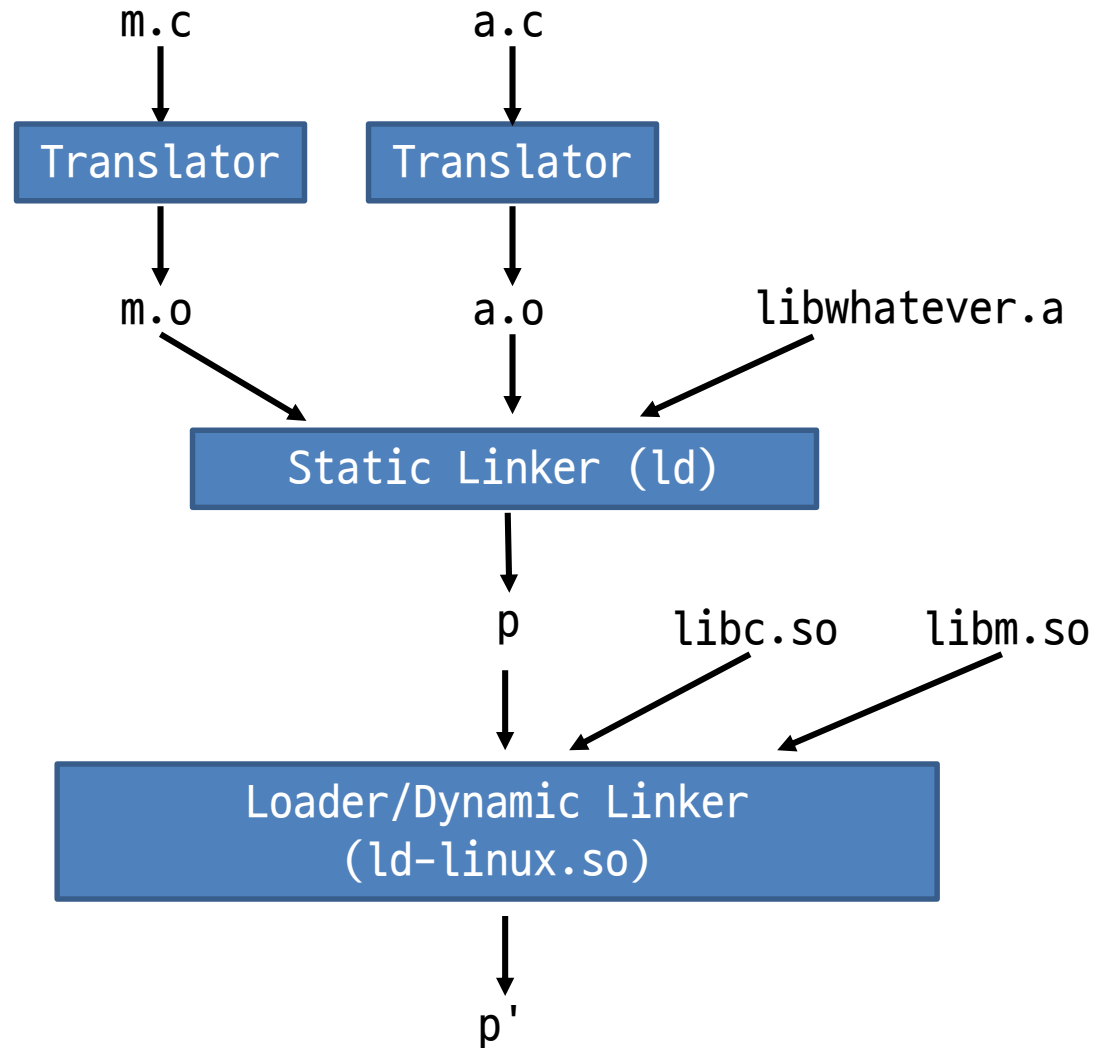 m.c a.c
Translator Translator
m.o a.o libwhatever.a
Static Linker (ld)
p libc.so libm.so
Loader/Dynamic Linker
(ld-linux.so)
p'